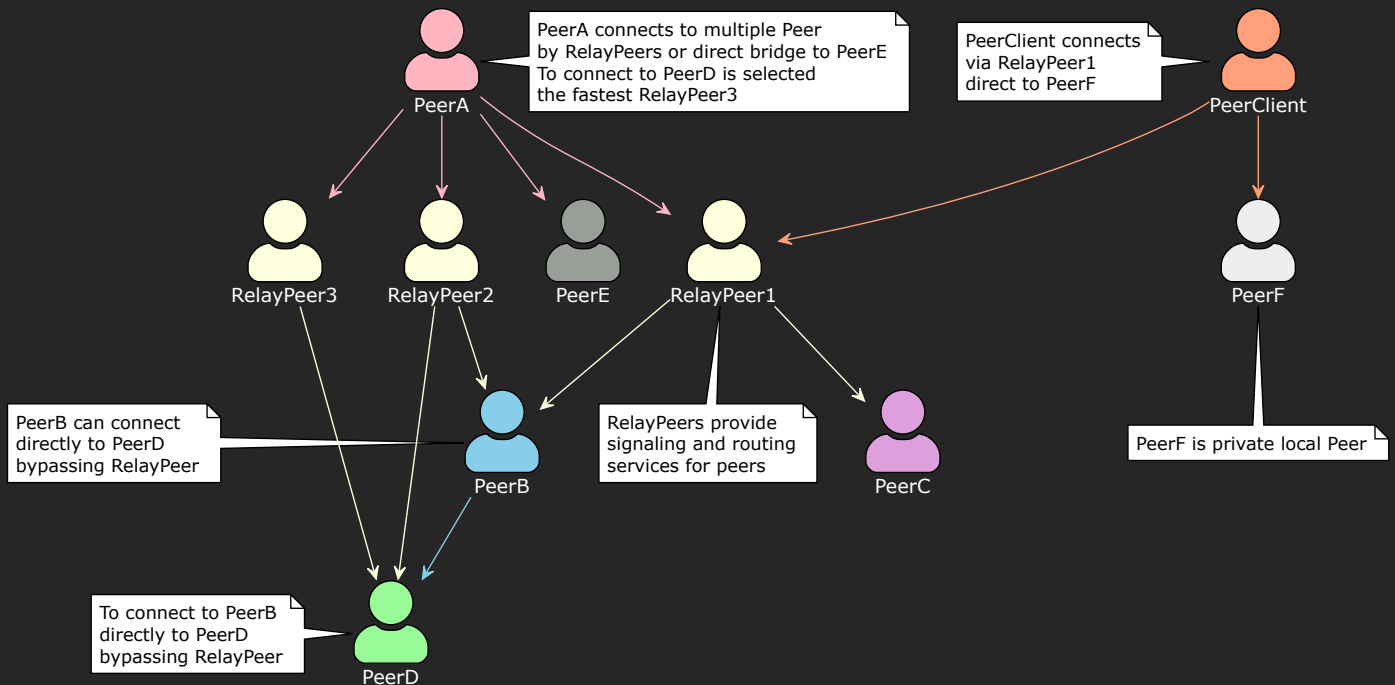 PeerA connects to multiple Peer
by RelayPeers or direct bridge to PeerE
To connect to PeerD is selected
the fastest RelayPeer3
PeerClient connects
via RelayPeer1
direct to PeerF
PeerA
PeerClient
RelayPeer3
RelayPeer2
PeerE
RelayPeer1
PeerF
PeerB can connect
directly to PeerD
bypassing RelayPeer
RelayPeers provide
signaling and routing
services for peers
PeerF is private local Peer
PeerB
PeerC
To connect to PeerB
directly to PeerD
bypassing RelayPeer
PeerD